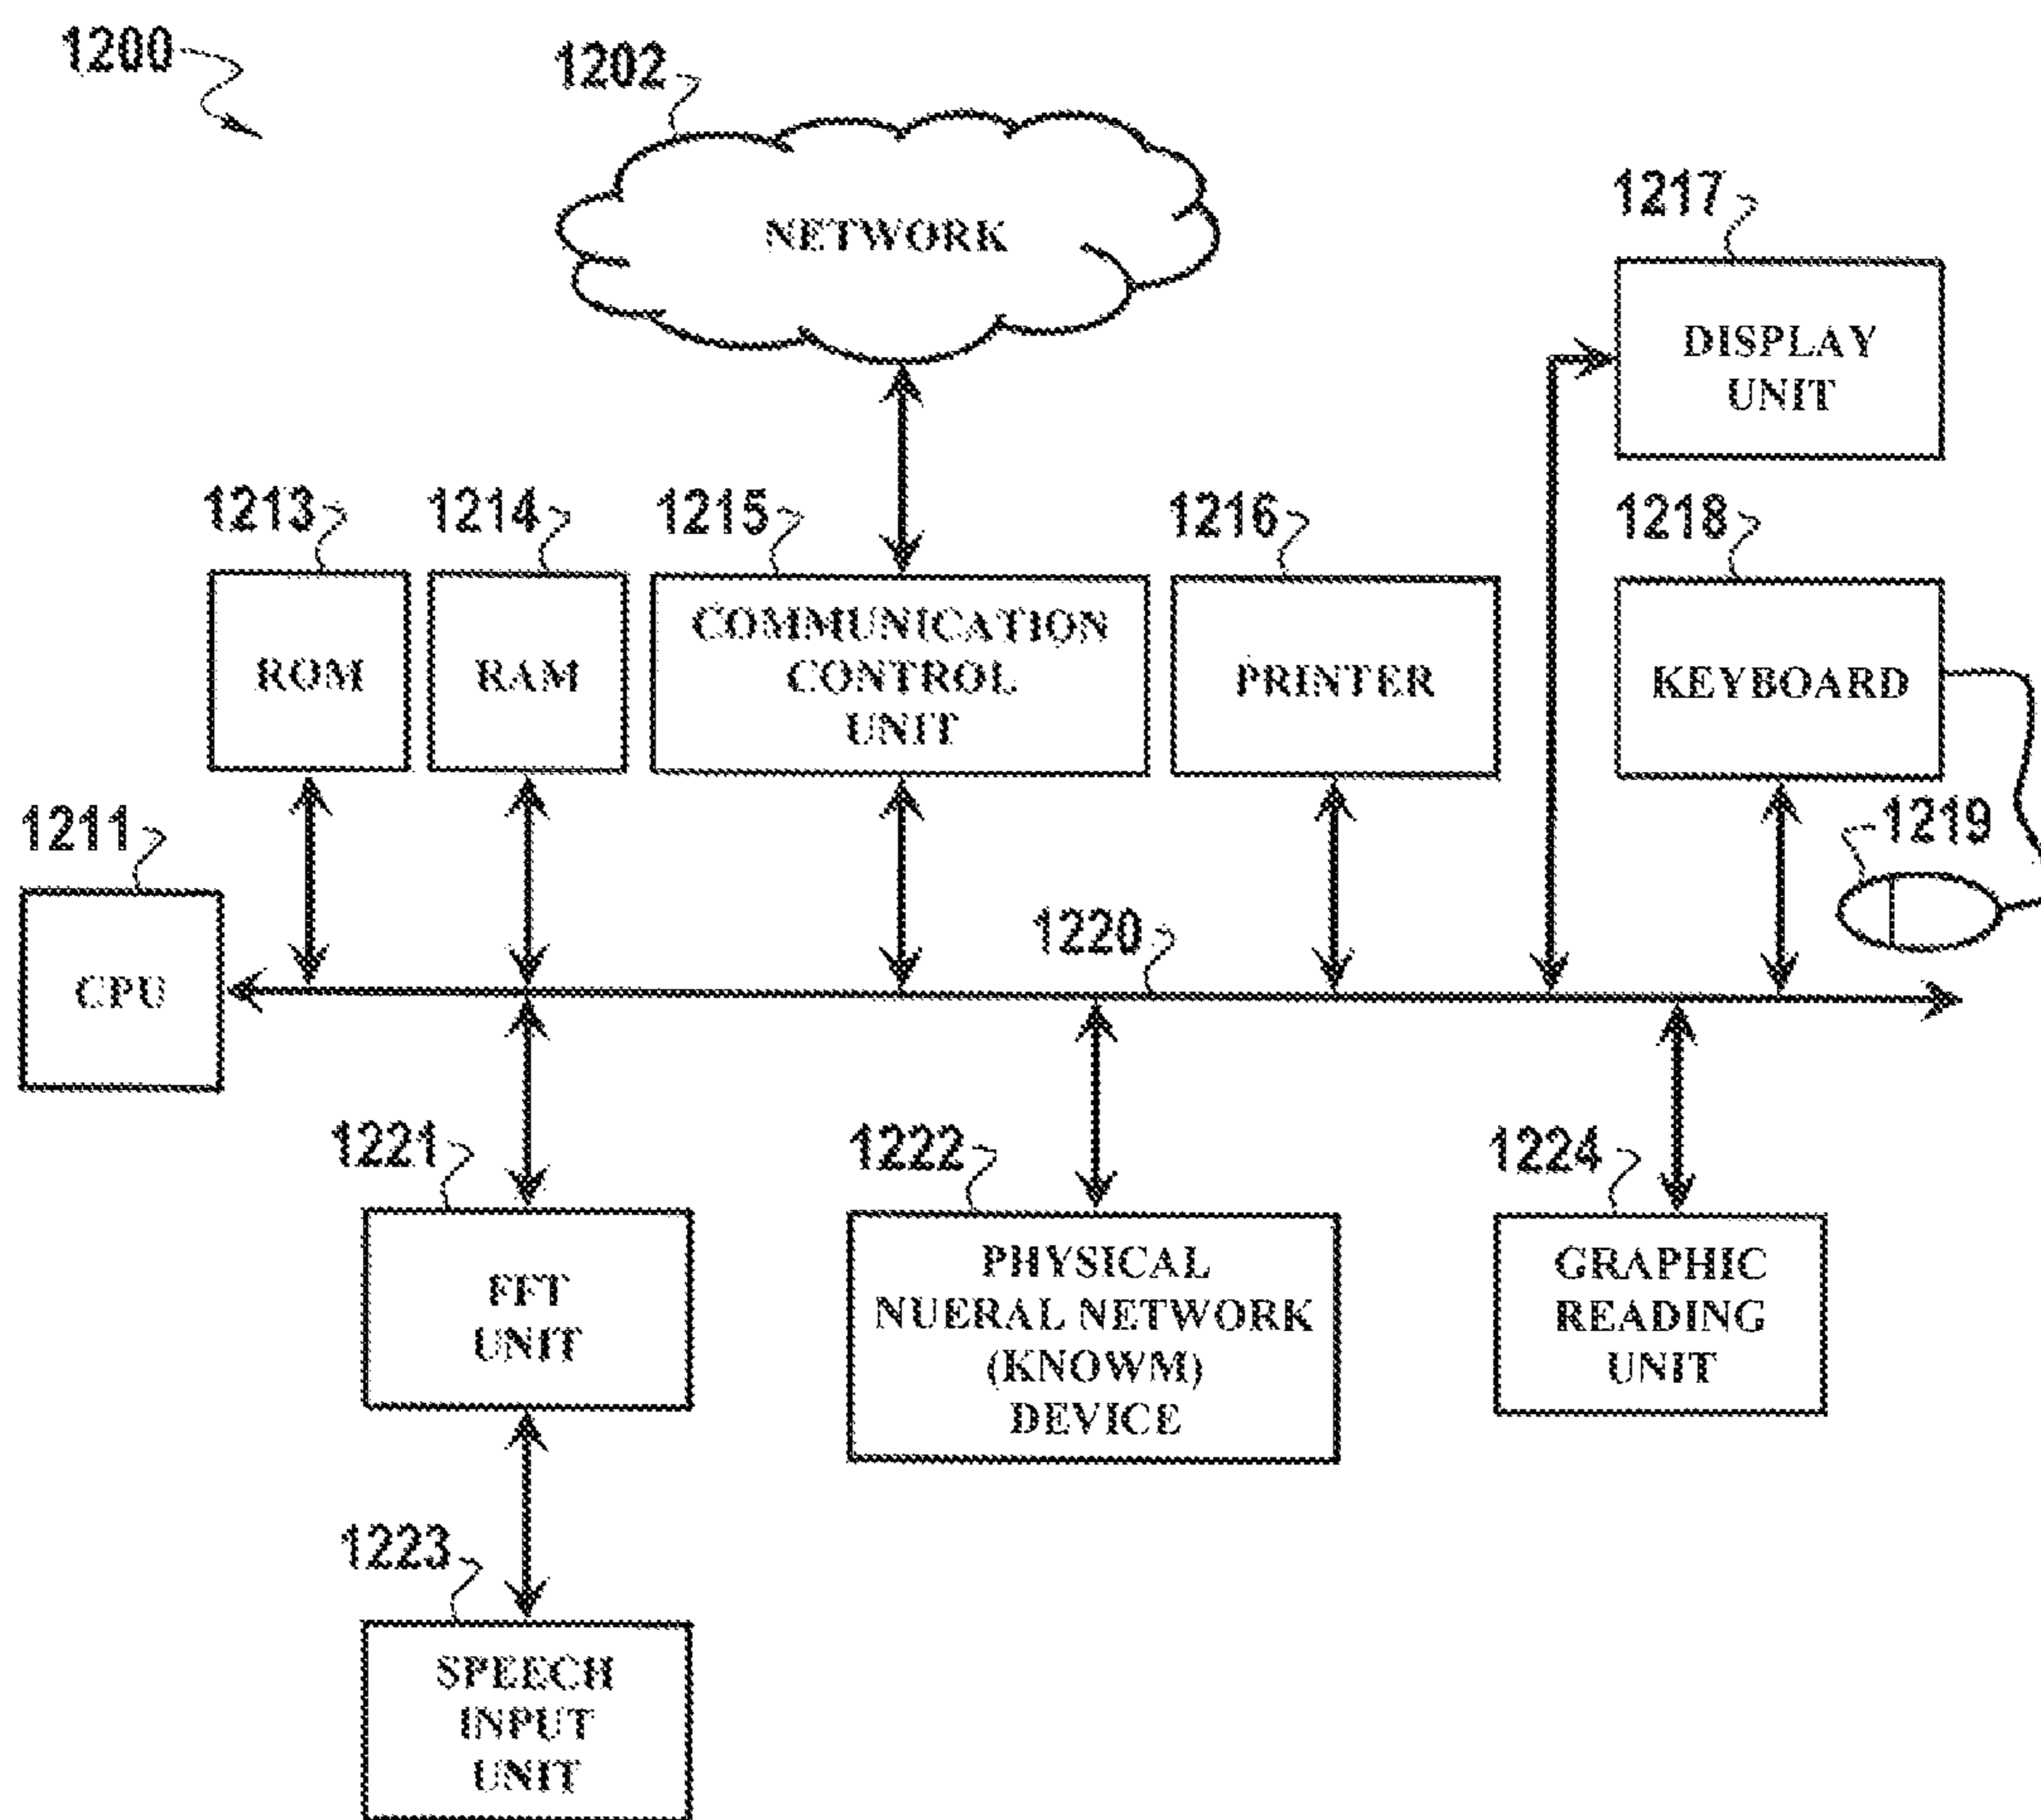 1200
1202
NETWORK
1217
DISPLAY
UNIT
1213
1214
1215
1216
1218
ROM
RAM
COMMUNICATION
CONTROL
UNIT
PRINTER
KEYBOARD
1211
1219
CPU
1220
1221
1222
1224
FFT
UNIT
PHYSICAL
NUERAL NETWORK
(KNOWM)
DEVICE
GRAPHIC
READING
UNIT
1223
SPEECH
INPUT
UNIT